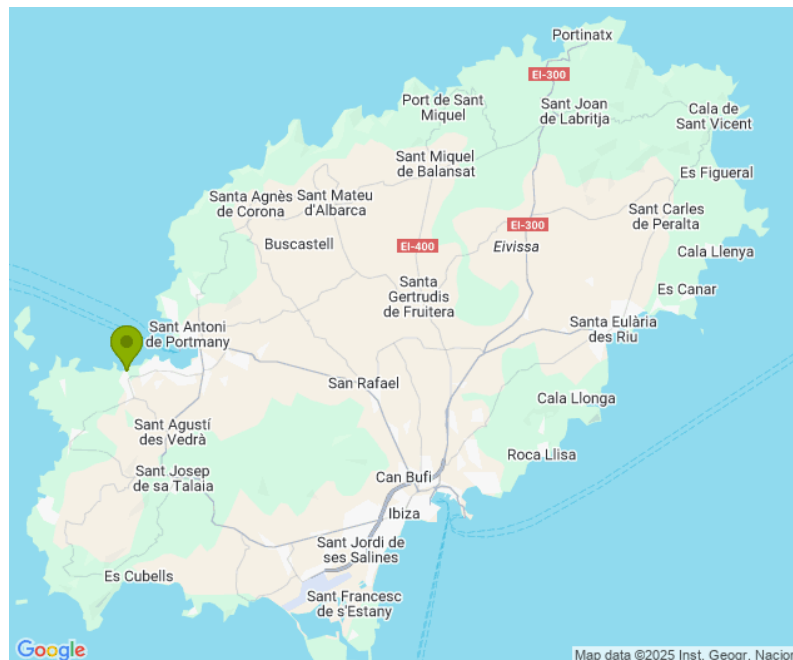 Portinatx
EI-300
Port de Sant
Miquel
Sant Joan
de Labritja
Cala de
Sant Vicent
Sant Miquel
de Balansat
Es Figueral
Santa Agnès
de Corona
Sant Mateu
d'Albarca
Sant Carles
de Peralta
EI-300
Buscastell
EI-400
Eivissa
Cala Llenya
Santa
Gertrudis
de Fruitera
Es Canar
Sant Antoni
de Portmany
Santa Eulària
des Riu
San Rafael
Cala Llonga
Sant Agustí
des Vedrà
Roca Llisa
Sant Josep
de sa Talaia
Can Bufi
Ibiza
Sant Jordi de
ses Salines
Es Cubells
Sant Francesc
de s'Estany
Google
Map data ©2025 Inst. Geogr. Nacion